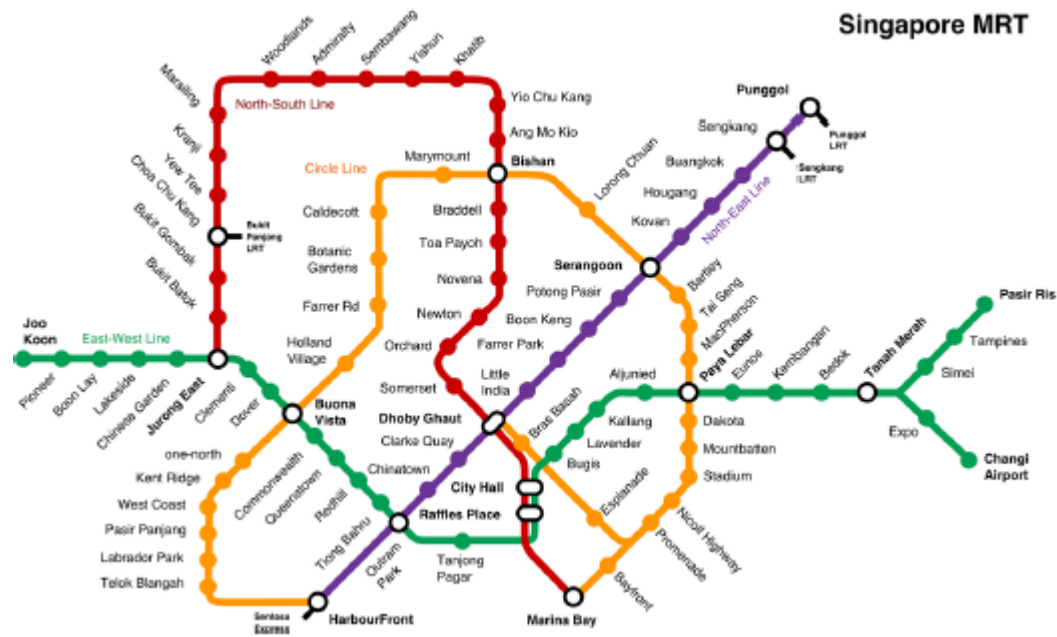 Singapore MRT
Woodlands
Admiralty
Sembawang
Yishun
Khatib
Marsiling
North-South Line
Yio Chu Kang
Punggol
Kranji
Ang Mo Kio
Sengkang
Punggol
LRT
Yew Tee
Circle Line
Marymount
Bishan
Lorong Chuan
Buangkok
Sengkang
LRT
Choa Chu Kang
Caldecott
Braddell
Hougang
North-East Line
Bukit
Panjang
LRT
Bukit Gombak
Botanic
Gardens
Toa Payoh
Kovan
Bukit Batok
Novena
Serangoon
Bartley
Farrer Rd
Potong Pasir
Tai Seng
Pasir Ris
Joo
Koon
East-West Line
Newton
Boon Keng
MacPherson
Tampines
Holland
Village
Orchard
Farrer Park
Paya Lebar
Eunoe
Kambangan
Bedok
Tanah Merah
Simei
Pioneer
Boon Lay
Lakeside
Chinese Garden
Jurong East
Clementi
Dover
Somerset
Little
India
Aljunied
Buona
Vista
Dhoby Ghaut
Bras Basah
Kallang
Dakota
Expo
one-north
Clarke Quay
Lavender
Mountbatten
Kent Ridge
Commonwealth
Queenstown
Redhill
Chinatown
Bugis
Stadium
Changi
Airport
West Coast
City Hall
Esplanade
Pasir Panjang
Raffles Place
Nicoll Highway
Labrador Park
Tiong Bahru
Outram
Park
Tanjong
Pagar
Promenade
Telok Blangah
Bayfront
Sentosa
Express
HarbourFront
Marina Bay